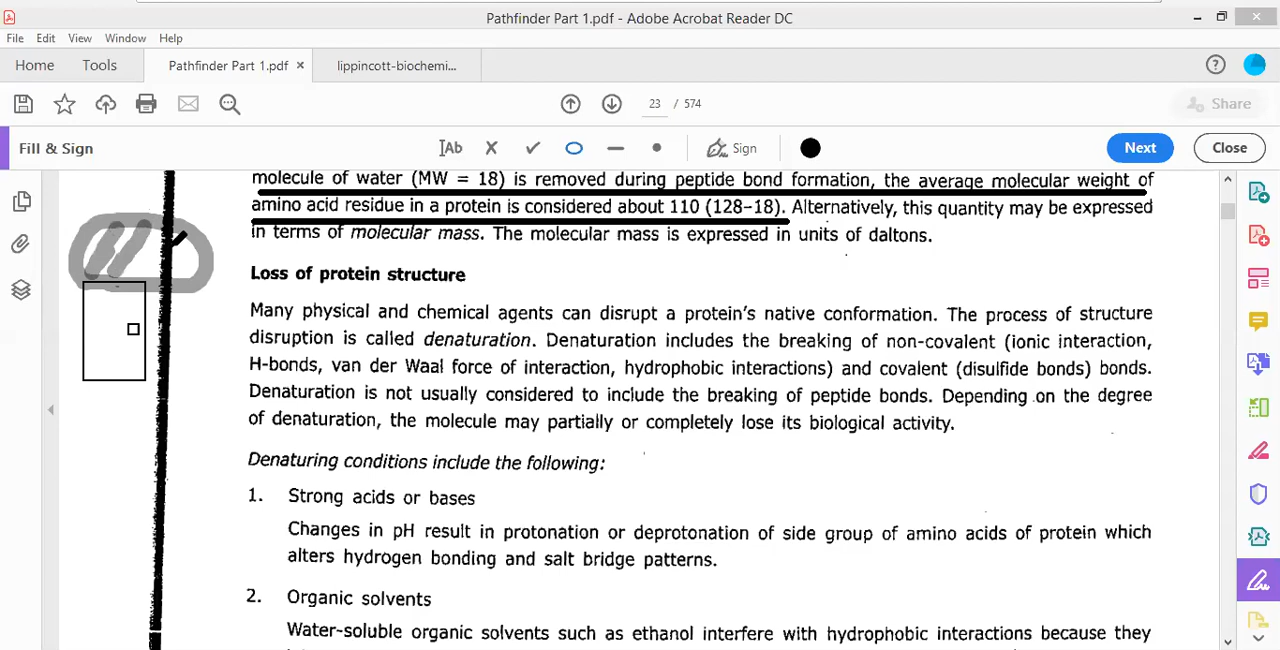 Pathfinder Part 1.pdf - Adobe Acrobat Reader DC
File Edit View Window Help
Home Tools Pathfinder Part 1.pdf × lippincott-biochemi...
23 / 574
Share
Fill & Sign
Ab
Sign
Next
Close
molecule of water (MW = 18) is removed during peptide bond formation, the average molecular weight of
amino acid residue in a protein is considered about 110 (128–18). Alternatively, this quantity may be expressed
in terms of molecular mass. The molecular mass is expressed in units of daltons.
Loss of protein structure
Many physical and chemical agents can disrupt a protein's native conformation. The process of structure
disruption is called denaturation. Denaturation includes the breaking of non-covalent (ionic interaction,
H-bonds, van der Waal force of interaction, hydrophobic interactions) and covalent (disulfide bonds) bonds.
Denaturation is not usually considered to include the breaking of peptide bonds. Depending on the degree
of denaturation, the molecule may partially or completely lose its biological activity.
Denaturing conditions include the following:
1. Strong acids or bases
Changes in pH result in protonation or deprotonation of side group of amino acids of protein which
alters hydrogen bonding and salt bridge patterns.
2. Organic solvents
Water-soluble organic solvents such as ethanol interfere with hydrophobic interactions because they